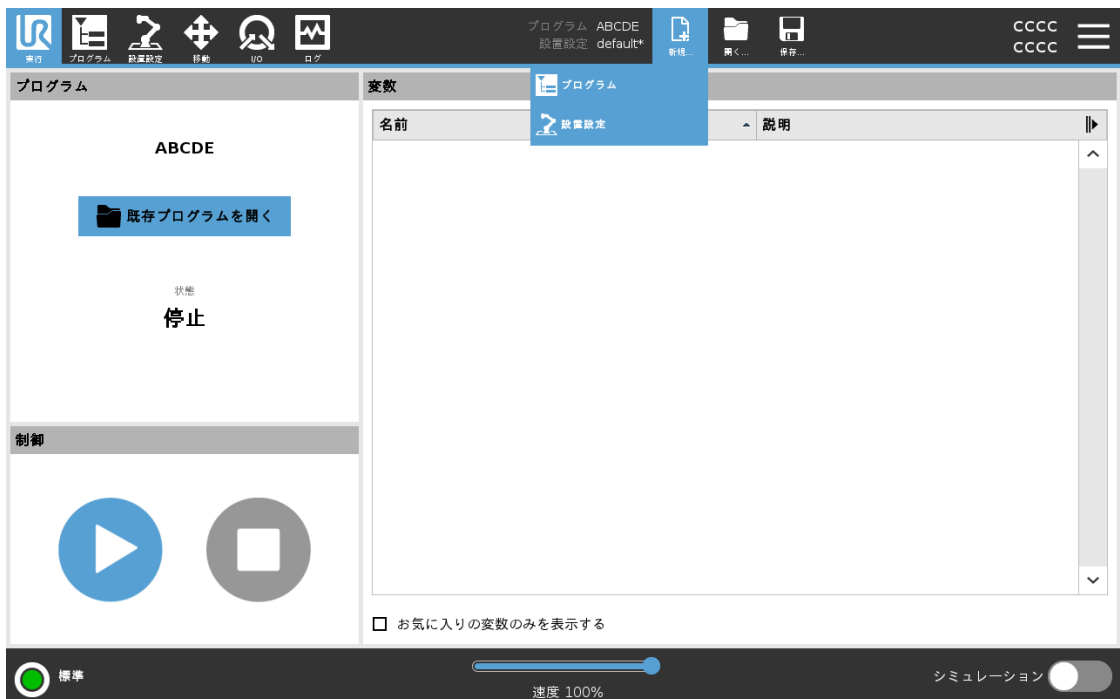 実行
プログラム
設置設定
移動
I/O
ログ
プログラム ABCDE
設置設定 default*
新規...
開く...
保存...
CCCC
CCCC
プログラム
設置設定
プログラム
変数
ABCDE
既存プログラムを開く
状態
停止
名前
説明
制御
お気に入りの変数のみを表示する
標準
速度 100%
シミュレーション